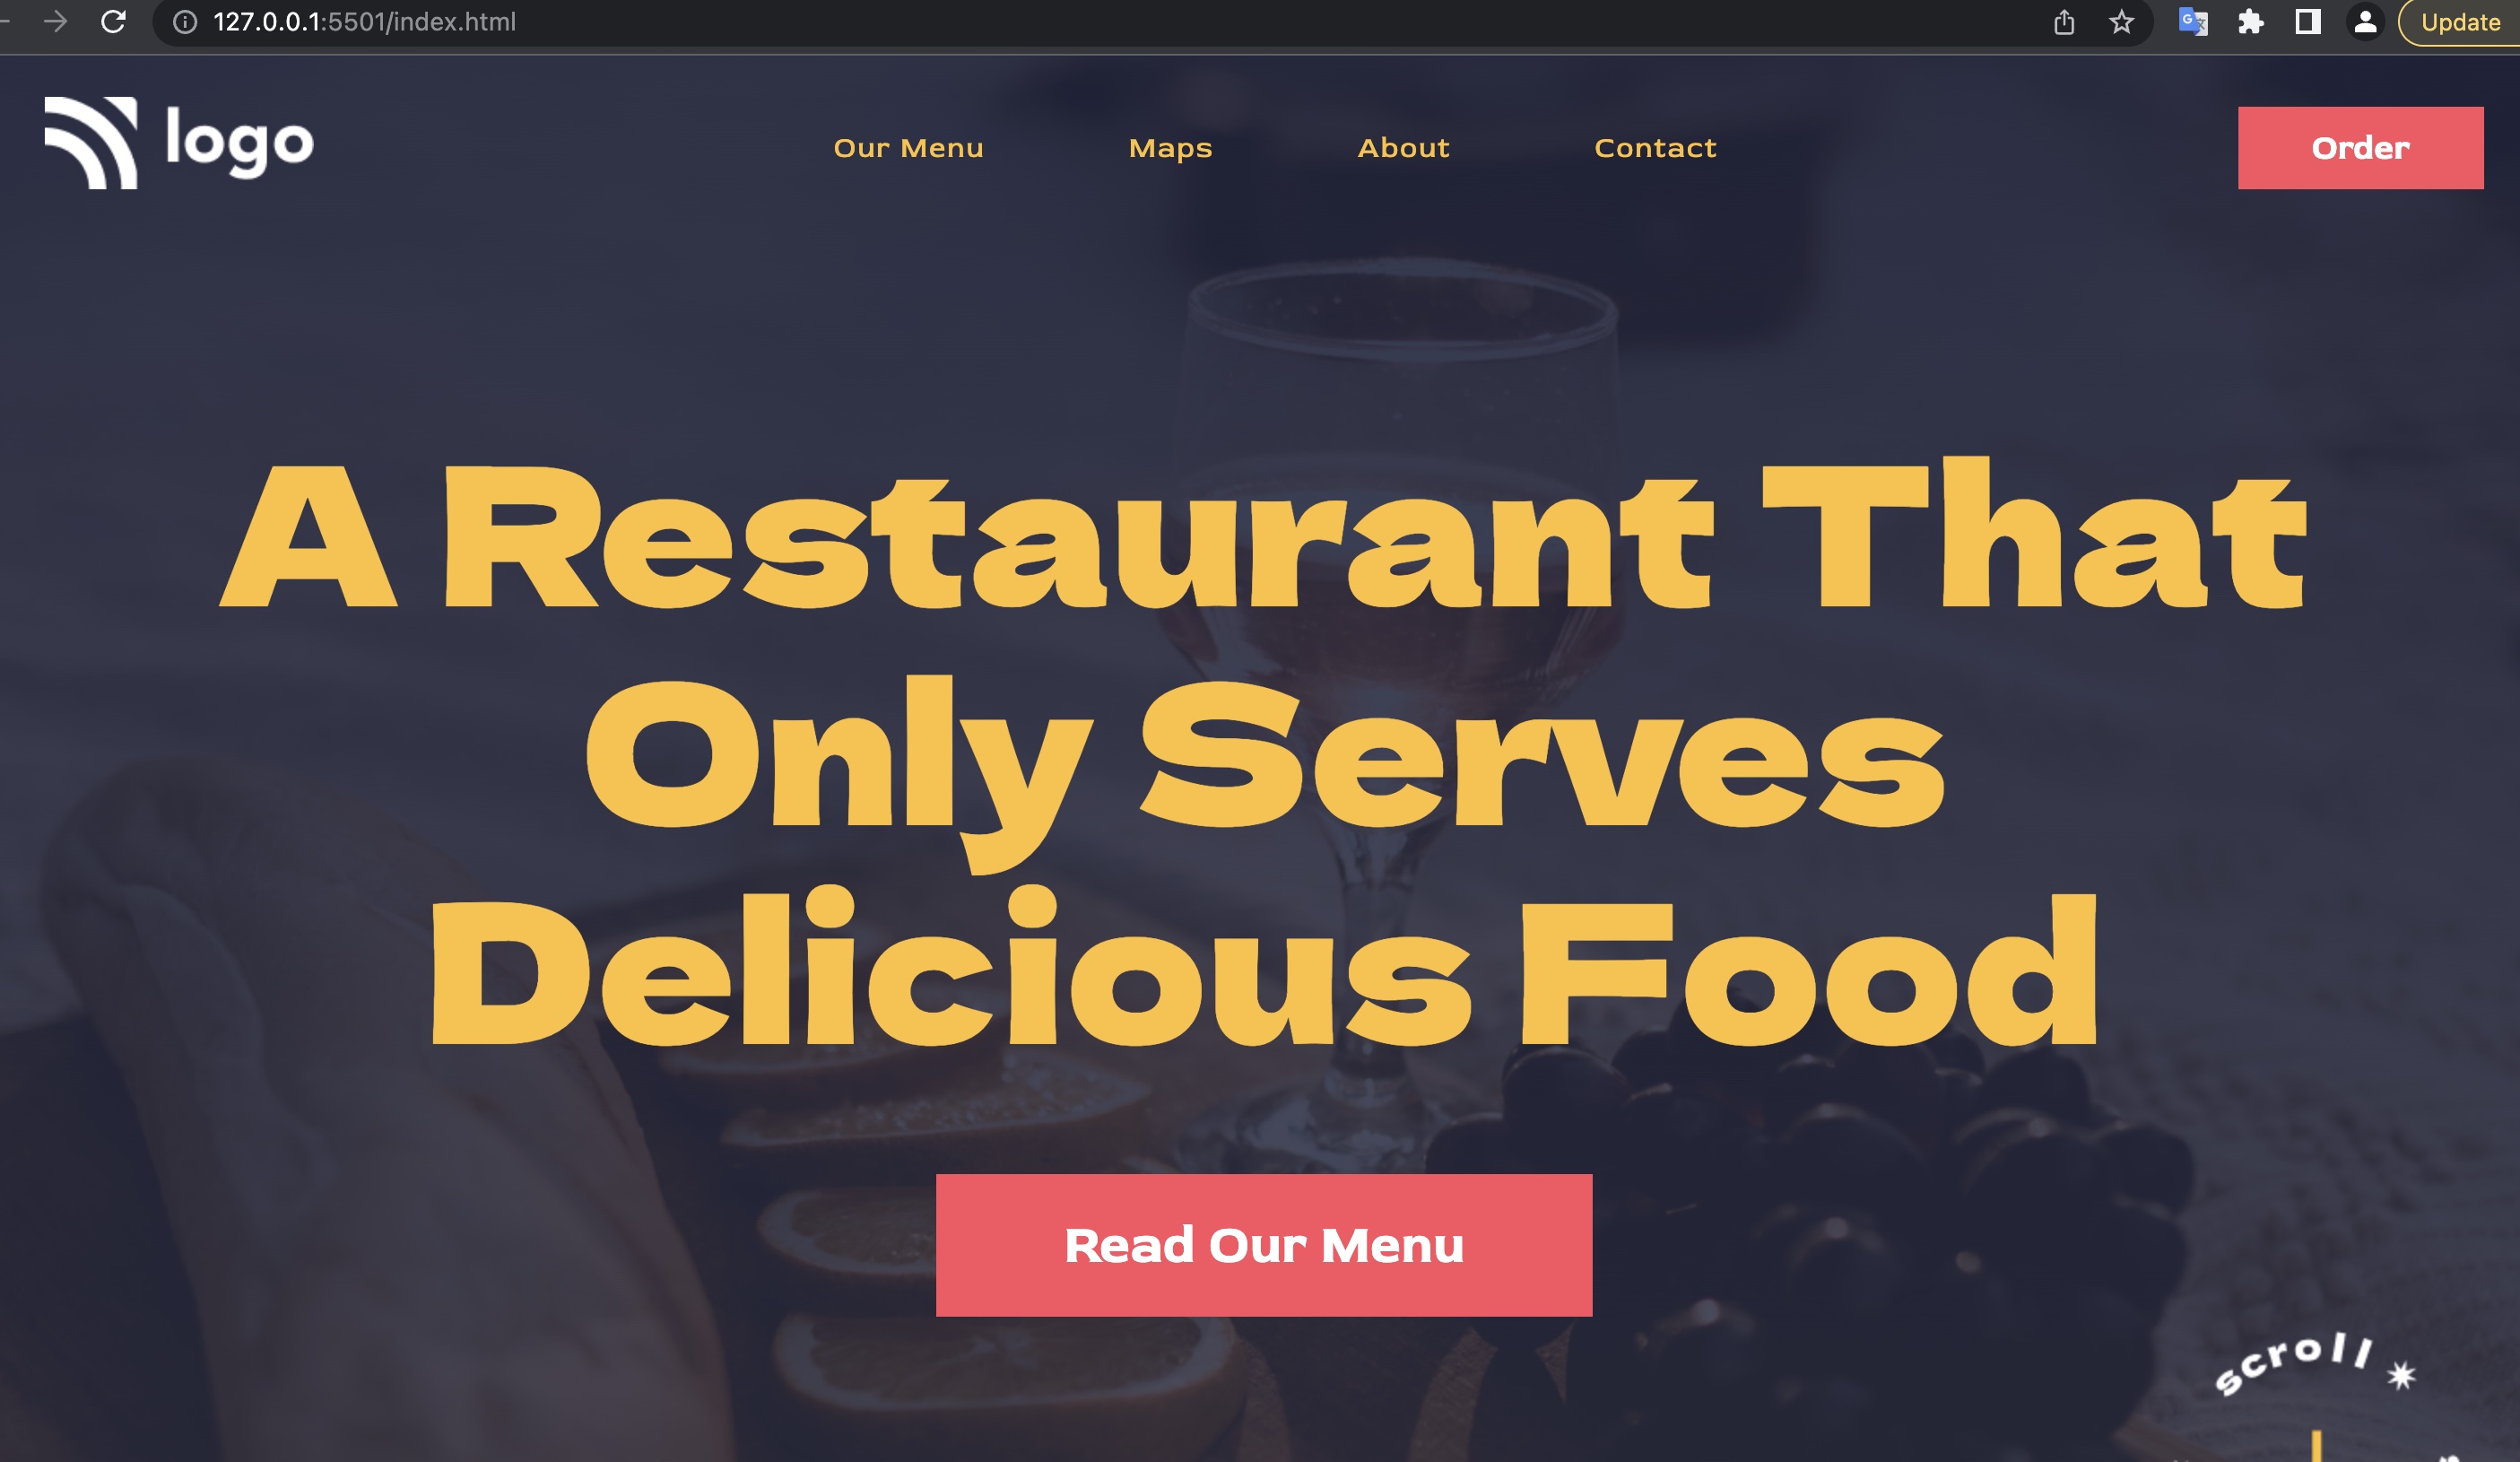 127.0.0.1:5501/index.html
Update
logo
Our Menu
Maps
About
Contact
Order
A Restaurant That
Only Serves
Delicious Food
Read Our Menu
scroll